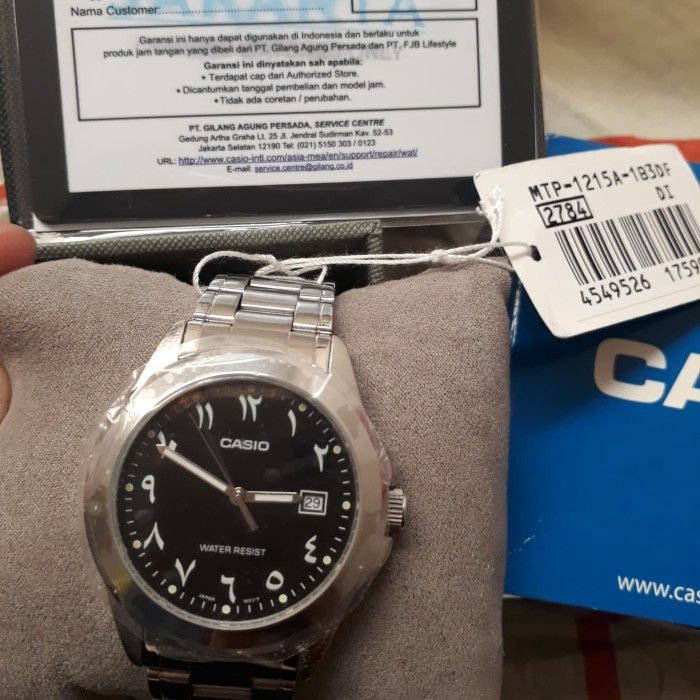 Nama Customer:
Garansi ini hanya dapat digunakan di Indonesia dan berlaku untuk
produk jam tangan yang dibeli dari PT. Gilang Agung Persada dan PT. FJB Lifestyle
Garansi ini dinyatakan sah apabila:
• Terdapat cap dari Authorized Store.
• Dicantumkan tanggal pembelian dan model jam.
• Tidak ada coretan / perubahan.
PT. GILANG AGUNG PERSADA, SERVICE CENTRE
Gedung Artha Graha Lt. 25 Jl. Jendral Sudirman Kav. 52-53
Jakarta Selatan 12190 Tel: (021) 5150 303 / 0123
URL: http://www.casio-intl.com/asia-mea/en/support/repair/wat/
E-mail: service.centre@gilang.co.id
MTP-1215A-1B3DF
2784 DI
4549526 1759
CA
www.cas
١٢
١
٢
٤
٥
٦
٧
٨
٩
١١
CASIO
29
WATER RESIST
JAPAN MOV'T